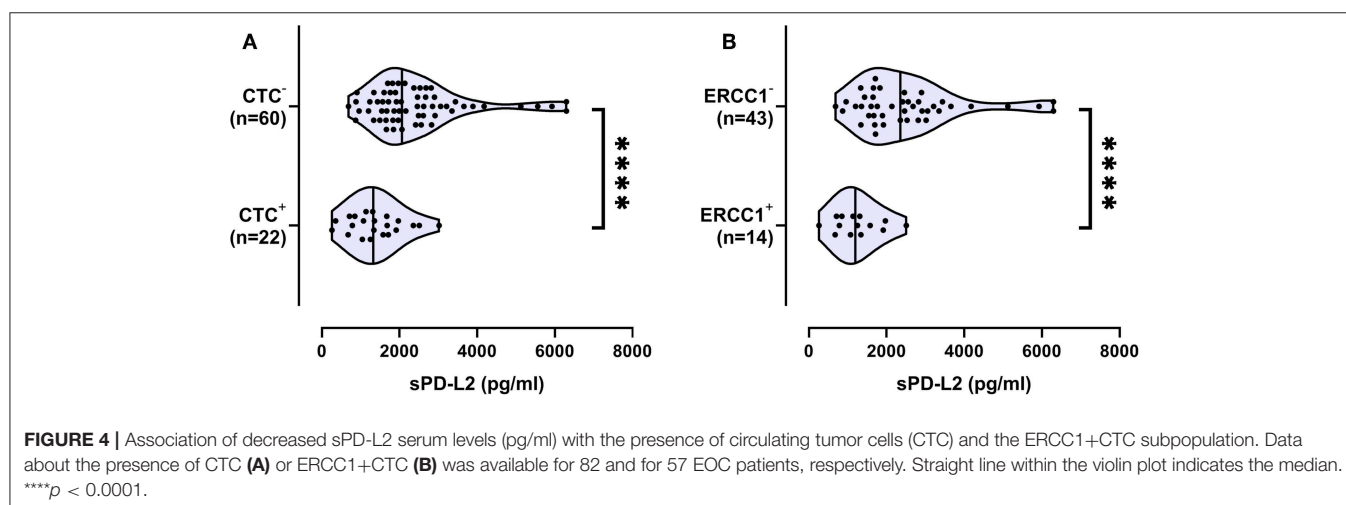 A
CTC-
(n=60)
CTC+
(n=22)
****
0 2000 4000 6000 8000
sPD-L2 (pg/ml)
B
ERCC1-
(n=43)
ERCC1+
(n=14)
****
0 2000 4000 6000 8000
sPD-L2 (pg/ml)
FIGURE 4 | Association of decreased sPD-L2 serum levels (pg/ml) with the presence of circulating tumor cells (CTC) and the ERCC1+CTC subpopulation. Data
about the presence of CTC (A) or ERCC1+CTC (B) was available for 82 and for 57 EOC patients, respectively. Straight line within the violin plot indicates the median.
****p < 0.0001.